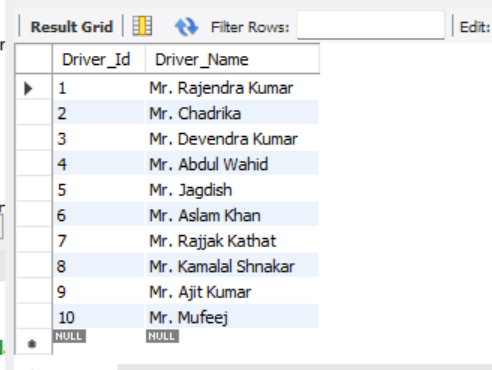 Result Grid Filter Rows: Edit:
Driver_Id Driver_Name
1 Mr. Rajendra Kumar
2 Mr. Chadrika
3 Mr. Devendra Kumar
4 Mr. Abdul Wahid
5 Mr. Jagdish
6 Mr. Aslam Khan
7 Mr. Rajjak Kathat
8 Mr. Kamalal Shnakar
9 Mr. Ajit Kumar
10 Mr. Mufeej
NULL NULL